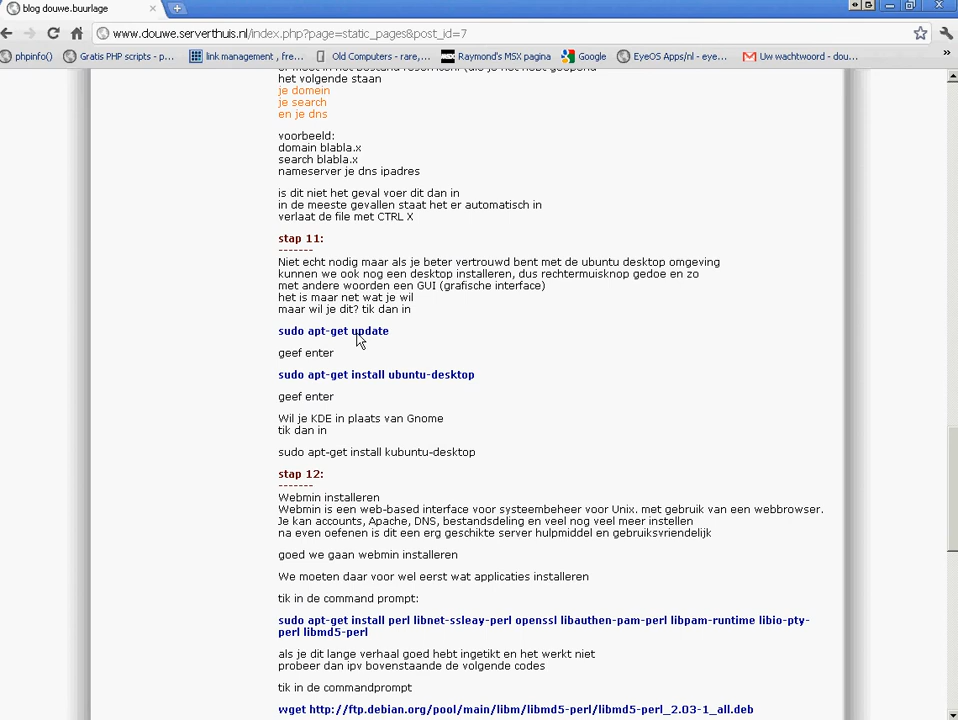 blog douwe.buurlage
www.douwe.serverthuis.nl/index.php?page=static_pages&post_id=7
phpinfo() Gratis PHP scripts - p... link management , fre... Old Computers - rare,... Raymond's MSX pagina Google EyeOS Apps/nl - eye... Uw wachtwoord - dou... »
het volgende staan
je domein
je search
en je dns
voorbeeld:
domain blabla.x
search blabla.x
nameserver je dns ipadres
is dit niet het geval voer dit dan in
in de meeste gevallen staat het er automatisch in
verlaat de file met CTRL X
stap 11:
-------
Niet echt nodig maar als je beter vertrouwd bent met de ubuntu desktop omgeving
kunnen we ook nog een desktop installeren, dus rechtermuisknop gedoe en zo
met andere woorden een GUI (grafische interface)
het is maar net wat je wil
maar wil je dit? tik dan in
sudo apt-get update
geef enter
sudo apt-get install ubuntu-desktop
geef enter
Wil je KDE in plaats van Gnome
tik dan in
sudo apt-get install kubuntu-desktop
stap 12:
-------
Webmin installeren
Webmin is een web-based interface voor systeembeheer voor Unix. met gebruik van een webbrowser.
Je kan accounts, Apache, DNS, bestandsdeling en veel nog veel meer instellen
na even oefenen is dit een erg geschikte server hulpmiddel en gebruiksvriendelijk
goed we gaan webmin installeren
We moeten daar voor wel eerst wat applicaties installeren
tik in de command prompt:
sudo apt-get install perl libnet-ssleay-perl openssl libauthen-pam-perl libpam-runtime libio-pty-
perl libmd5-perl
als je dit lange verhaal goed hebt ingetikt en het werkt niet
probeer dan ipv bovenstaande de volgende codes
tik in de commandprompt
wget http://ftp.debian.org/pool/main/libm/libmd5-perl/libmd5-perl_2.03-1_all.deb